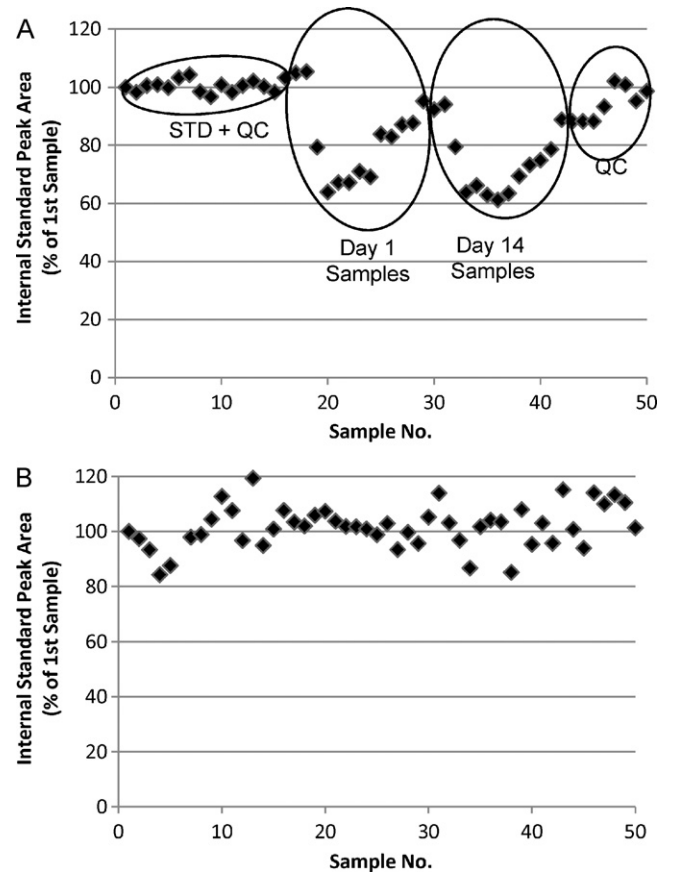 A
120
100
80
60
40
20
0
STD + QC
Day 1
Samples
Day 14
Samples
QC
Internal Standard Peak Area
(% of 1st Sample)
0 10 20 30 40 50
Sample No.
B
120
100
80
60
40
20
0
Internal Standard Peak Area
(% of 1st Sample)
0 10 20 30 40 50
Sample No.